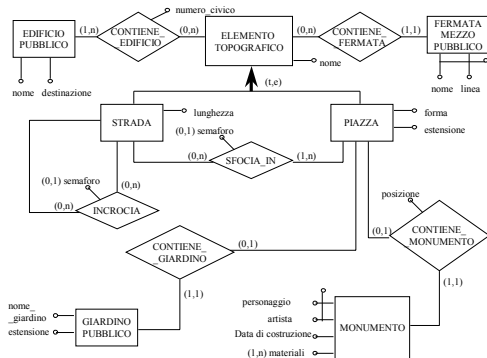 numero_civico
EDIFICIO
PUBBLICO
(1,n)
CONTIENE_
EDIFICIO
(0,n)
ELEMENTO
TOPOGRAFICO
(0,n)
CONTIENE_
FERMATA
(1,1)
FERMATA
MEZZO
PUBBLICO
nome destinazione
nome
nome linea
(t,e)
STRADA
lunghezza
PIAZZA
forma
estensione
(0,1) semaforo
(0,n)
SFOCIA_IN
(1,n)
(0,1) semaforo
(0,n)
(0,n)
INCROCIA
posizione
CONTIENE_
_MONUMENTO
(0,1)
(0,1)
CONTIENE_
_GIARDINO
(1,1)
(1,1)
nome_
_giardino
estensione
GIARDINO
PUBBLICO
personaggio
artista
Data di costruzione
(1,n) materiali
MONUMENTO